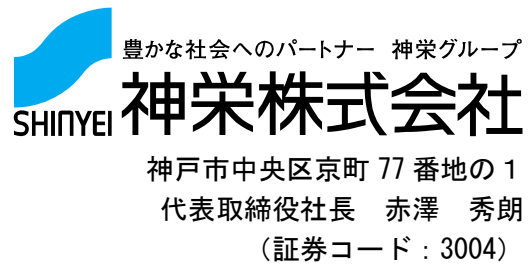 豊かな社会へのパートナー 神栄グループ
SHINYEI
神栄株式会社
神戸市中央区京町 77 番地の１
代表取締役社長　赤澤　秀朗
（証券コード：3004）